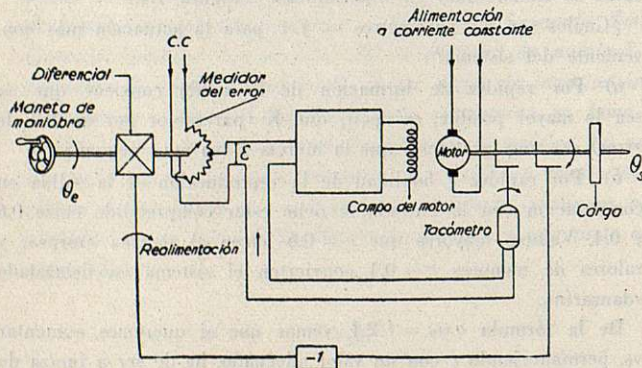 Alimentación
a corriente constante
C.C
Diferencial
Medidor
del error
Maneta de
maniobra
ε
Motor
θe
θs
Campo del motor
Carga
Tacómetro
Realimentación
-1